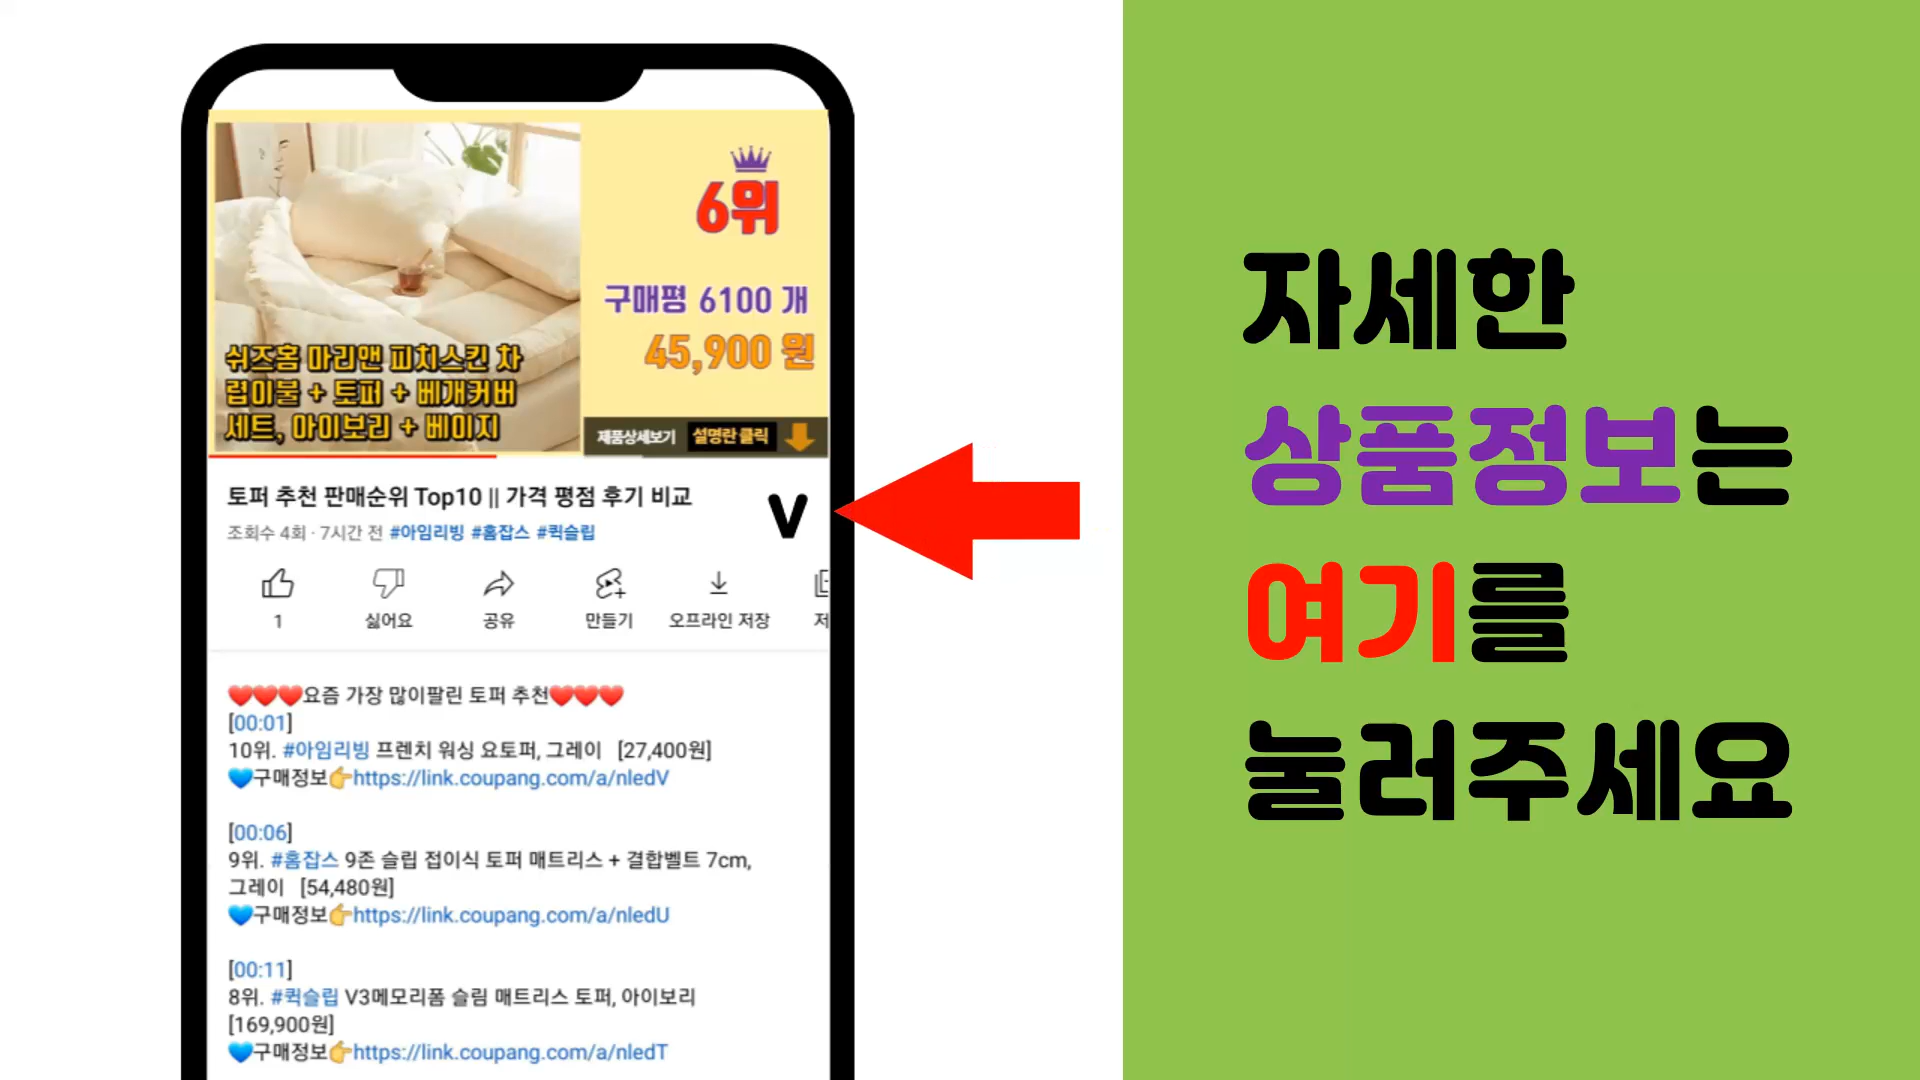 6위
구매평 6100 개
45,900 원
쉬즈홈 마리앤 피치스킨 차
렵이불 + 토퍼 + 베개커버
세트, 아이보리 + 베이지
제품상세보기 설명란 클릭
토퍼 추천 판매순위 Top10 || 가격 평점 후기 비교
V
조회수 4회 · 7시간 전 #아임리빙 #홈잡스 #퀵슬립
1 싫어요 공유 만들기 오프라인 저장 저
❤️❤️❤️요즘 가장 많이팔린 토퍼 추천❤️❤️❤️
[00:01]
10위. #아임리빙 프렌치 워싱 요토퍼, 그레이 [27,400원]
💙구매정보👉https://link.coupang.com/a/nledV
[00:06]
9위. #홈잡스 9존 슬립 접이식 토퍼 매트리스 + 결합벨트 7cm,
그레이 [54,480원]
💙구매정보👉https://link.coupang.com/a/nledU
[00:11]
8위. #퀵슬립 V3메모리폼 슬림 매트리스 토퍼, 아이보리
[169,900원]
💙구매정보👉https://link.coupang.com/a/nledT
자세한
상품정보는
여기를
눌러주세요